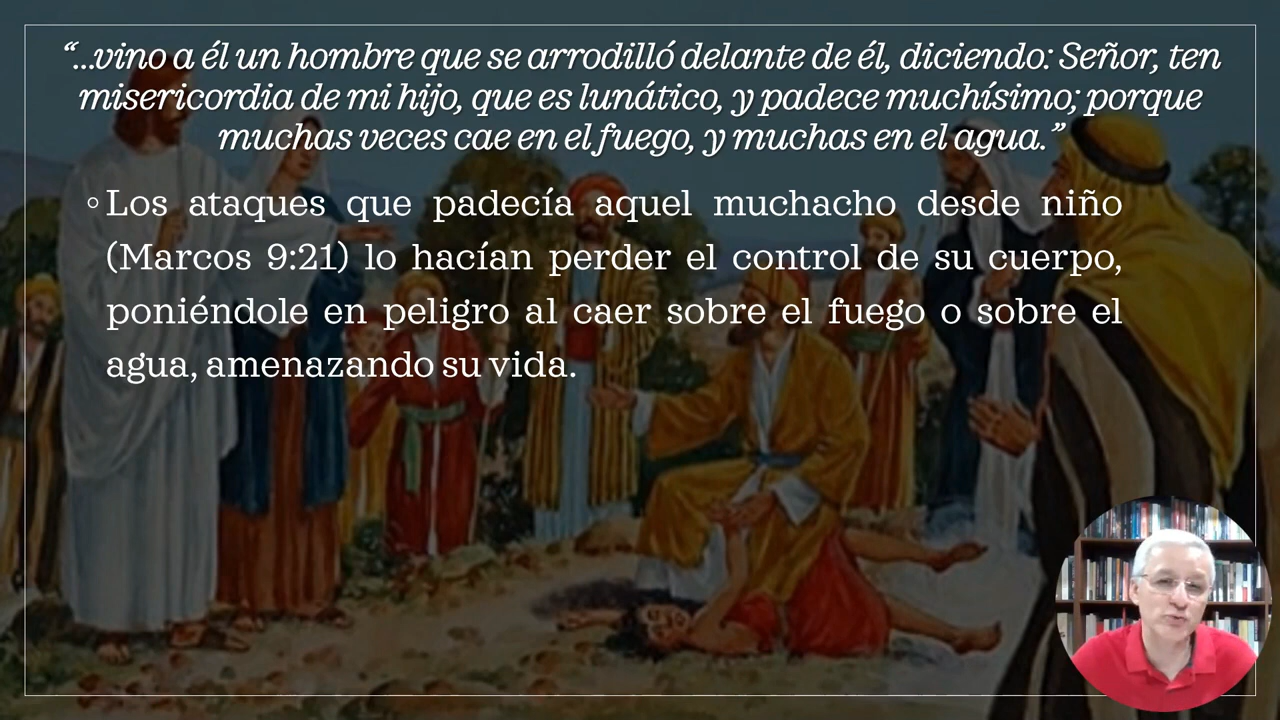 “...vino a él un hombre que se arrodilló delante de él, diciendo: Señor, ten
misericordia de mi hijo, que es lunático, y padece muchísimo; porque
muchas veces cae en el fuego, y muchas en el agua.”
◦ Los ataques que padecía aquel muchacho desde niño
(Marcos 9:21) lo hacían perder el control de su cuerpo,
poniéndole en peligro al caer sobre el fuego o sobre el
agua, amenazando su vida.